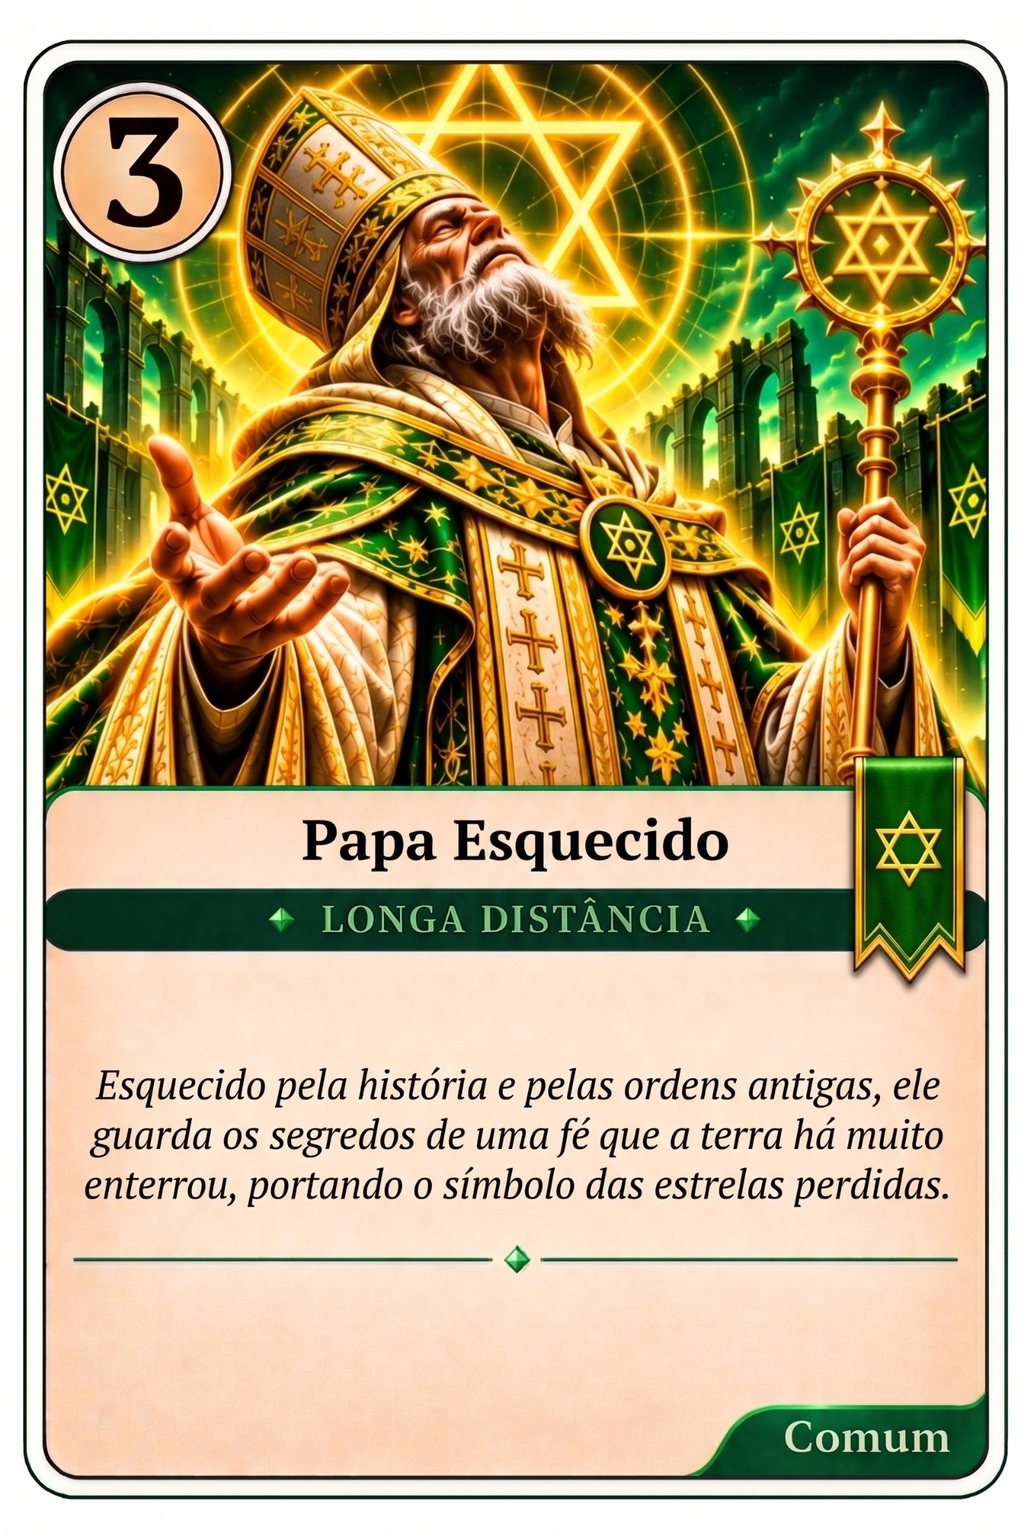 3
Papa Esquecido
LONGA DISTÂNCIA
Esquecido pela história e pelas ordens antigas, ele
guarda os segredos de uma fé que a terra há muito
enterrou, portando o símbolo das estrelas perdidas.
Comum